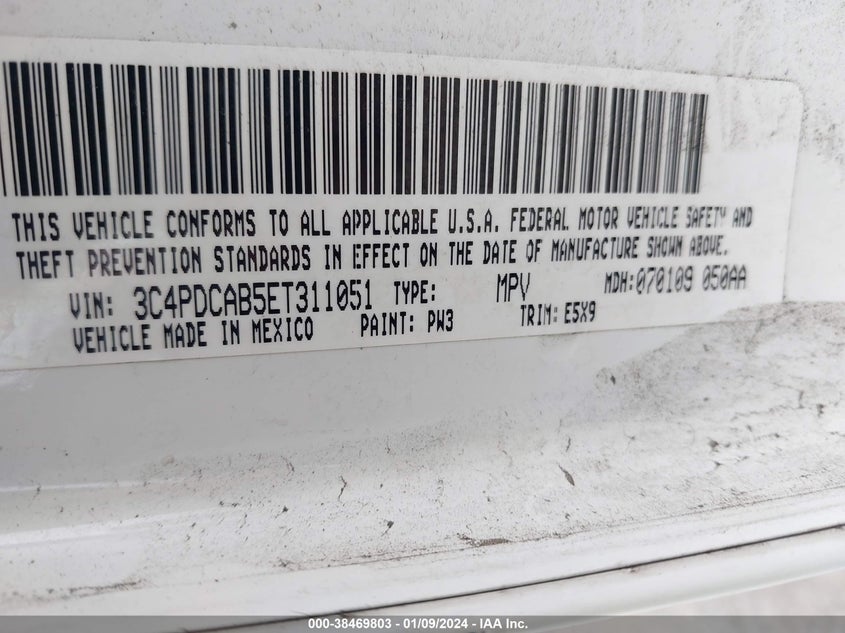 THIS VEHICLE CONFORMS TO ALL APPLICABLE U.S.A. FEDERAL MOTOR VEHICLE SAFETY AND
THEFT PREVENTION STANDARDS IN EFFECT ON THE DATE OF MANUFACTURE SHOWN ABOVE.
VIN: 3C4PDCAB5ET311051 TYPE: MPV MDH:070109 050AA
VEHICLE MADE IN MEXICO PAINT: PW3 TRIM: E5X9
000-38469803 - 01/09/2024 - IAA Inc.